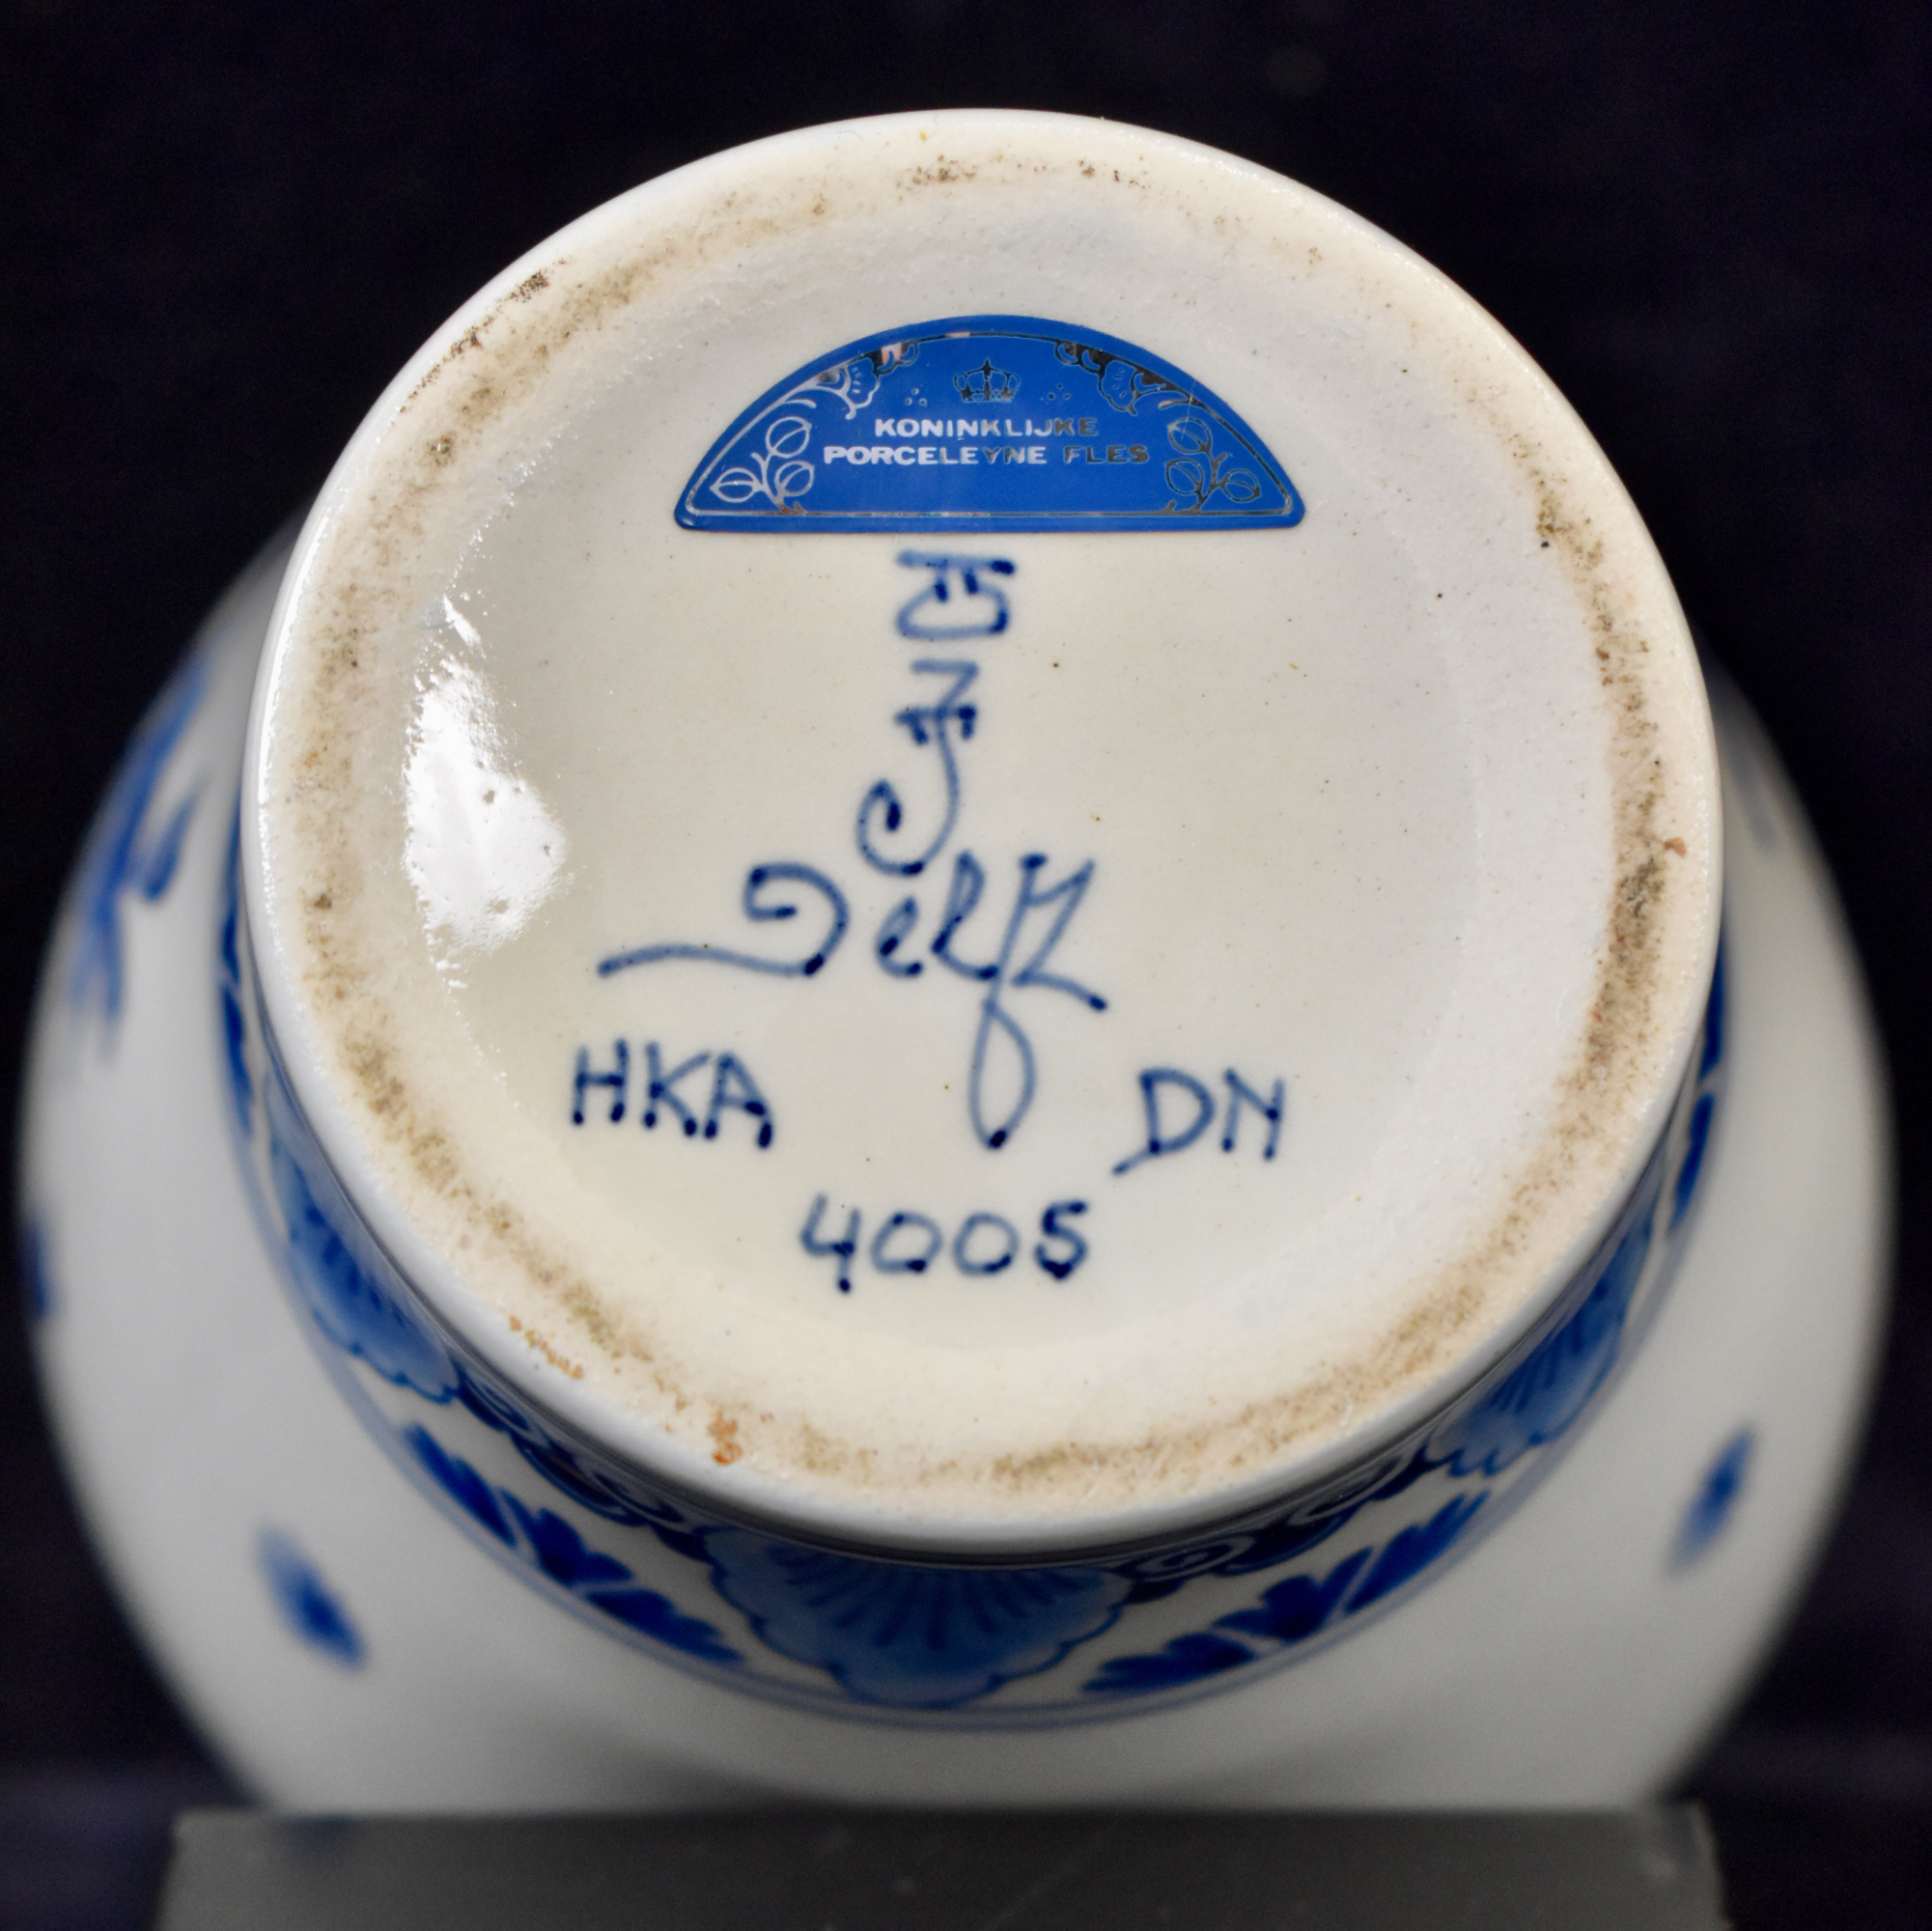 KONINKLIJKE
PORCELEYNE FLES
Delft
HKA DN
4005